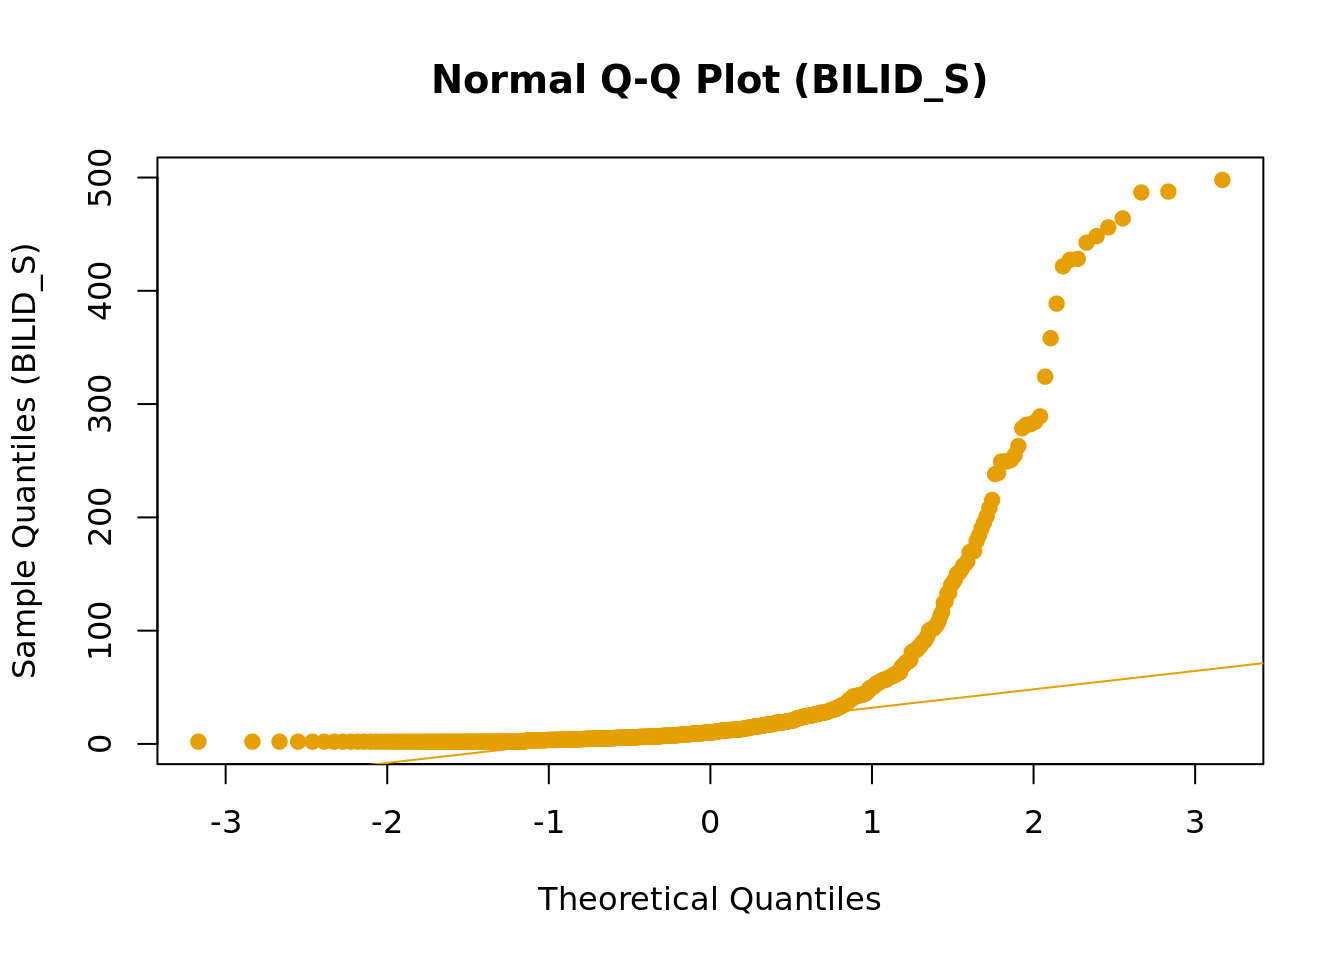 Normal Q-Q Plot (BILID_S)
Sample Quantiles (BILID_S)
500
400
300
200
100
0
-3 -2 -1 0 1 2 3
Theoretical Quantiles